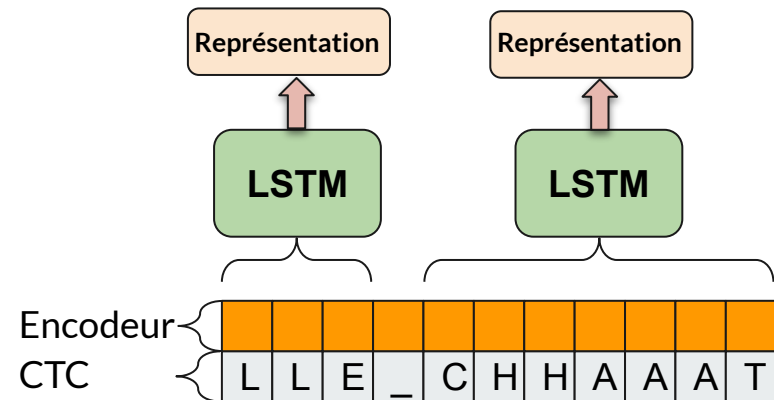 Représentation Représentation
LSTM LSTM
Encodeur
CTC L L E _ C H H A A A T